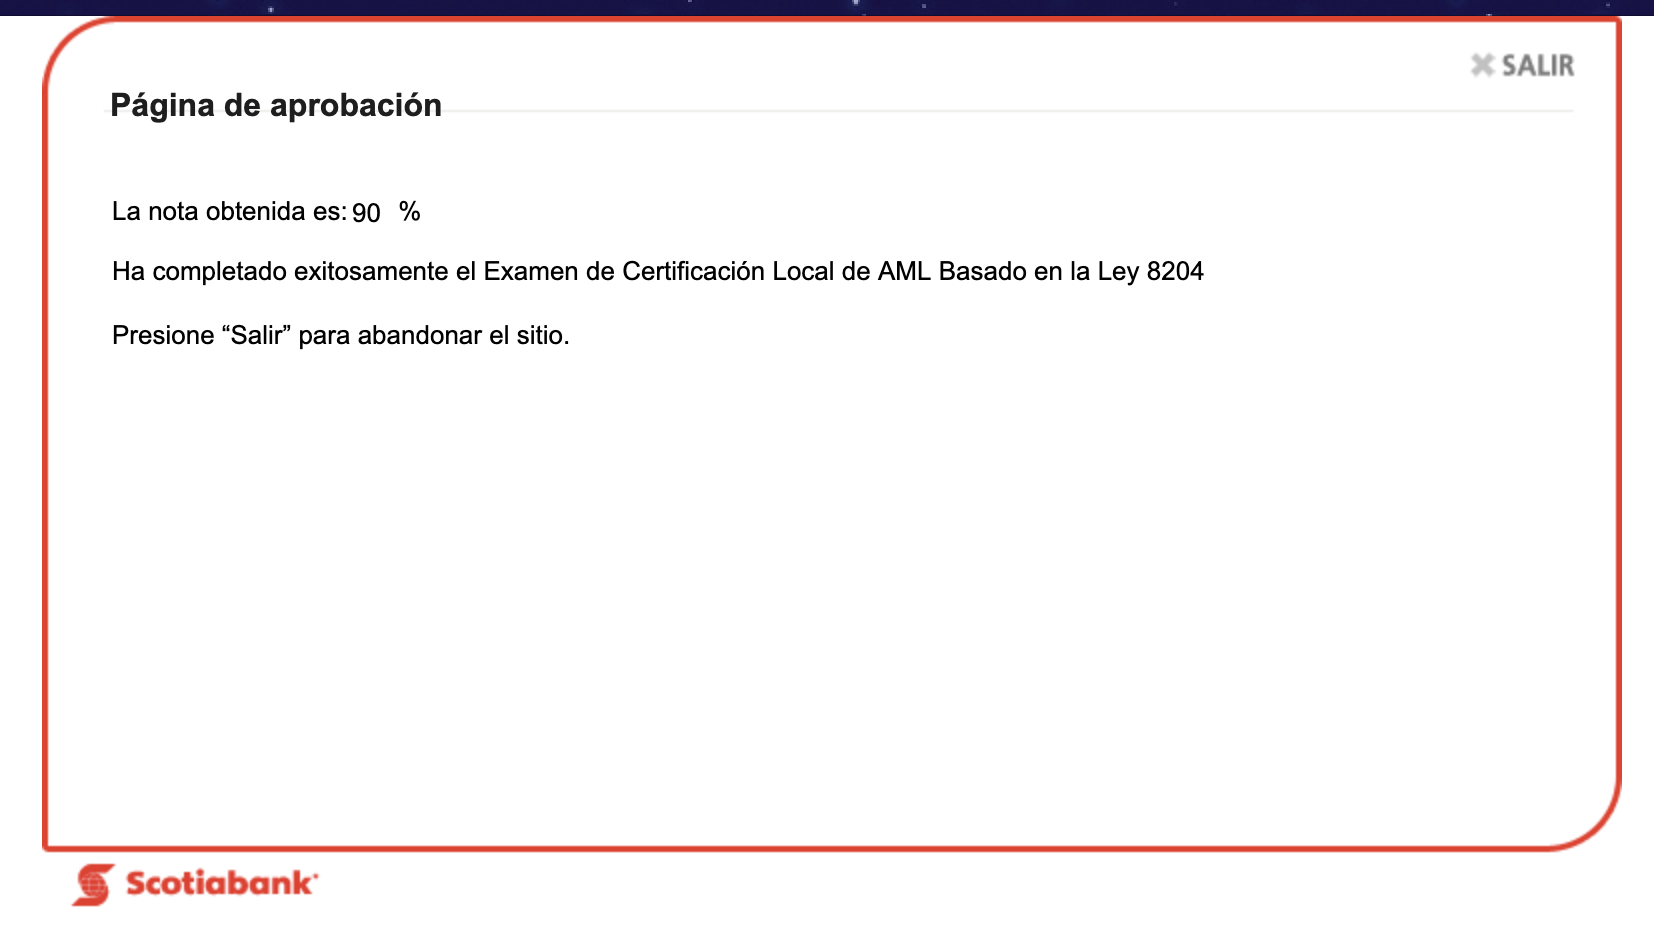 SALIR
Página de aprobación
La nota obtenida es: 90 %
Ha completado exitosamente el Examen de Certificación Local de AML Basado en la Ley 8204
Presione “Salir” para abandonar el sitio.
Scotiabank